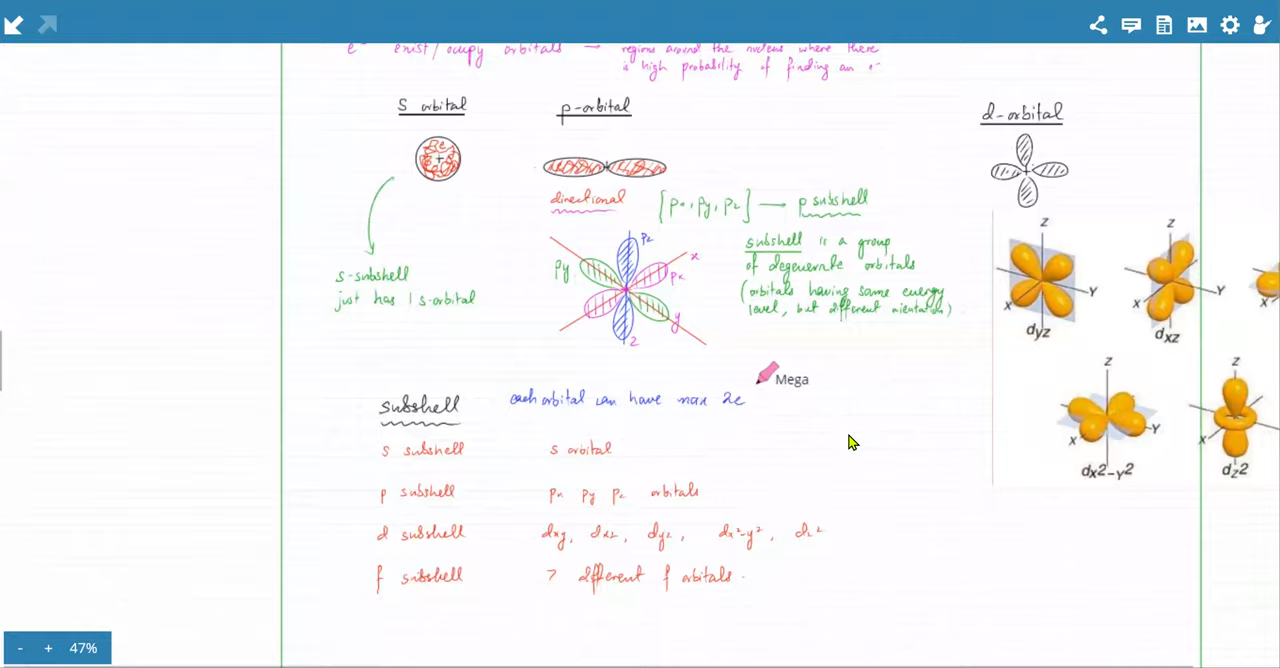 e⁻ exist/ocupy orbitals → regions around the nucleus where there
is high probability of finding an e⁻
S orbital
p-orbital
d-orbital
+
directional
[px, py, pz] — p subshell
s-subshell
just has 1 s-orbital
pz
x
py
px
y
z
subshell is a group
of degenerate orbitals
(orbitals having same energy
level, but different orientation)
Z
Y
X
dyz
Z
Y
X
dxz
Mega
subshell
each orbital can have max 2e
s subshell s orbital
p subshell px py pz orbitals
d subshell dxy, dxz, dyz, dx²-y², dz²
f subshell 7 different f orbitals.
Z
Y
X
dx2-Y2
Z
X
dz2
- + 47%